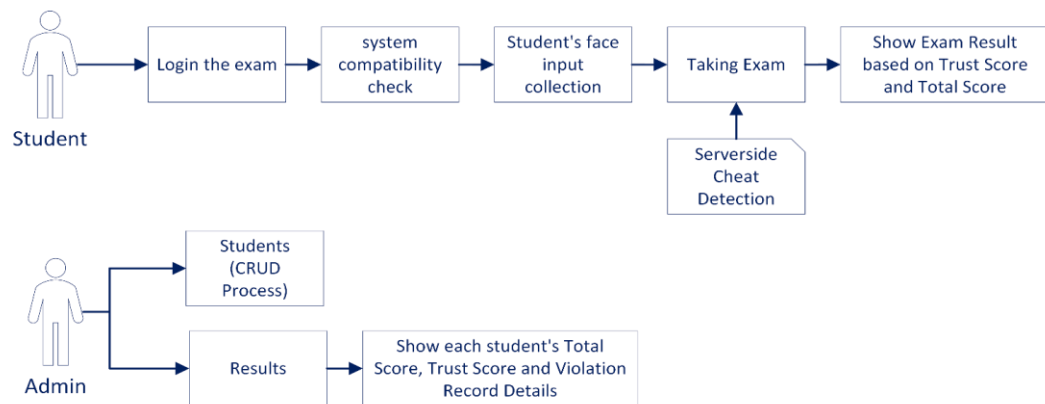 Student
Login the exam
system
compatibility
check
Student's face
input
collection
Taking Exam
Show Exam Result
based on Trust Score
and Total Score
Serverside
Cheat
Detection
Admin
Students
(CRUD
Process)
Results
Show each student's Total
Score, Trust Score and Violation
Record Details